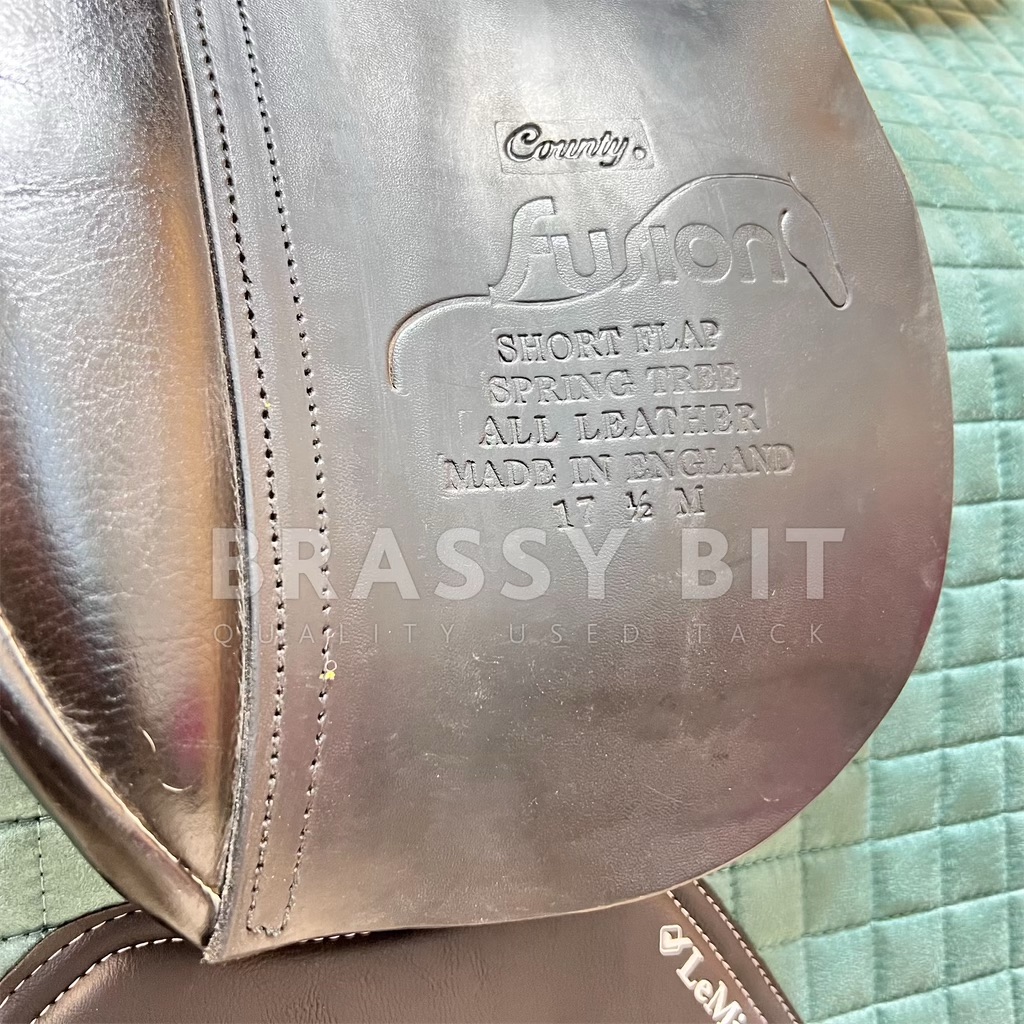 County.
fusion
SHORT FLAP
SPRING TREE
ALL LEATHER
MADE IN ENGLAND
17 ½ M
BRASSY BIT
QUALITY USED TACK